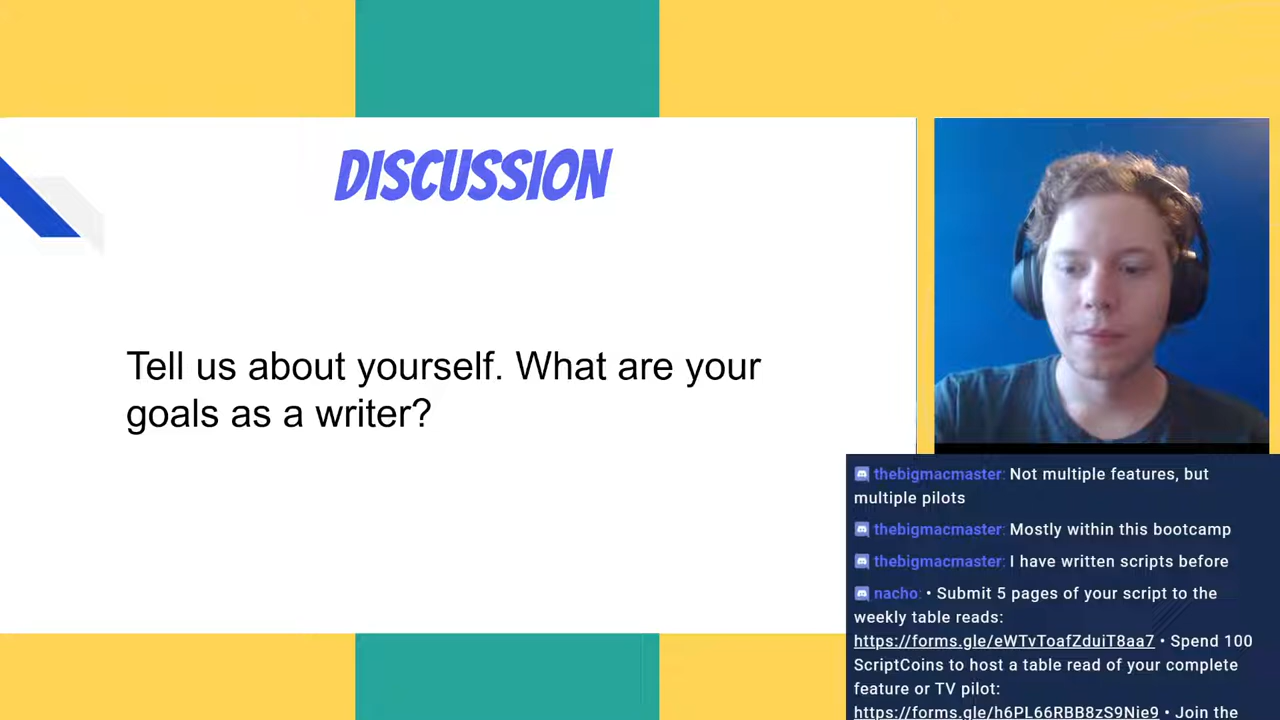 DISCUSSION
Tell us about yourself. What are your
goals as a writer?
thebigmacmaster: Not multiple features, but
multiple pilots
thebigmacmaster: Mostly within this bootcamp
thebigmacmaster: I have written scripts before
nacho: • Submit 5 pages of your script to the
weekly table reads:
https://forms.gle/eWTvToafZduiT8aa7 • Spend 100
ScriptCoins to host a table read of your complete
feature or TV pilot:
https://forms.gle/h6PL66RBB8zS9Nie9 • Join the